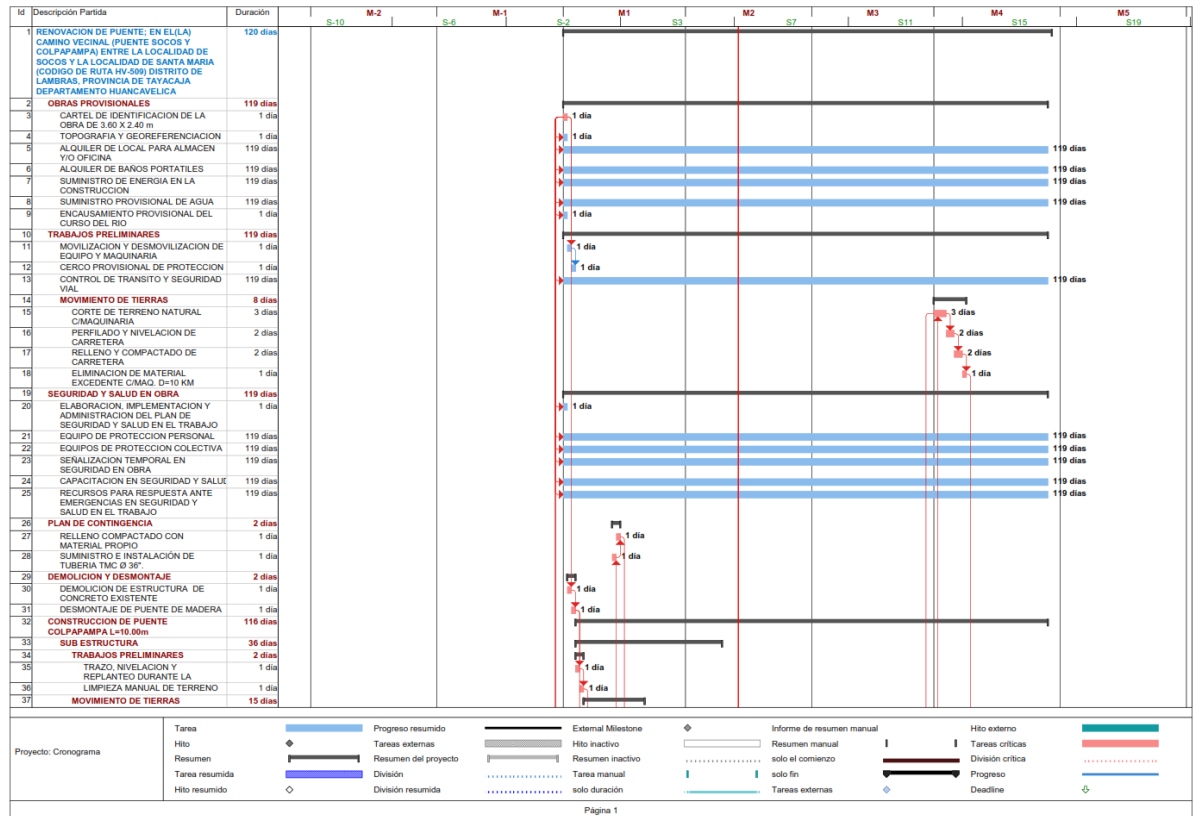 Id Descripción Partida Duración M-2 M-1 M1 M2 M3 M4 M5
S-10 S-6 S-2 S3 S7 S11 S15 S19
1 RENOVACION DE PUENTE; EN EL(LA) 120 días
CAMINO VECINAL (PUENTE SOCOS Y
COLPAPAMPA) ENTRE LA LOCALIDAD DE
SOCOS Y LA LOCALIDAD DE SANTA MARIA
(CODIGO DE RUTA HV-509) DISTRITO DE
LAMBRAS, PROVINCIA DE TAYACAJA
DEPARTAMENTO HUANCAVELICA
2 OBRAS PROVISIONALES 119 días
3 CARTEL DE IDENTIFICACION DE LA 1 día 1 día
OBRA DE 3.60 X 2.40 m
4 TOPOGRAFIA Y GEOREFERENCIACION 1 día 1 día
5 ALQUILER DE LOCAL PARA ALMACEN 119 días 119 días
Y/O OFICINA
6 ALQUILER DE BAÑOS PORTATILES 119 días 119 días
7 SUMINISTRO DE ENERGIA EN LA 119 días 119 días
CONSTRUCCION
8 SUMINISTRO PROVISIONAL DE AGUA 119 días 119 días
9 ENCAUSAMIENTO PROVISIONAL DEL 1 día 1 día
CURSO DEL RIO
10 TRABAJOS PRELIMINARES 119 días
11 MOVILIZACION Y DESMOVILIZACION DE 1 día 1 día
EQUIPO Y MAQUINARIA
12 CERCO PROVISIONAL DE PROTECCION 1 día 1 día
13 CONTROL DE TRANSITO Y SEGURIDAD 119 días 119 días
VIAL
14 MOVIMIENTO DE TIERRAS 8 días
15 CORTE DE TERRENO NATURAL 3 días 3 días
C/MAQUINARIA
16 PERFILADO Y NIVELACION DE 2 días 2 días
CARRETERA
17 RELLENO Y COMPACTADO DE 2 días 2 días
CARRETERA
18 ELIMINACION DE MATERIAL 1 día 1 día
EXCEDENTE C/MAQ. D=10 KM
19 SEGURIDAD Y SALUD EN OBRA 119 días
20 ELABORACION, IMPLEMENTACION Y 1 día 1 día
ADMINISTRACION DEL PLAN DE
SEGURIDAD Y SALUD EN EL TRABAJO
21 EQUIPO DE PROTECCION PERSONAL 119 días 119 días
22 EQUIPOS DE PROTECCION COLECTIVA 119 días 119 días
23 SEÑALIZACION TEMPORAL EN 119 días 119 días
SEGURIDAD EN OBRA
24 CAPACITACION EN SEGURIDAD Y SALUD 119 días 119 días
25 RECURSOS PARA RESPUESTA ANTE 119 días 119 días
EMERGENCIAS EN SEGURIDAD Y
SALUD EN EL TRABAJO
26 PLAN DE CONTINGENCIA 2 días
27 RELLENO COMPACTADO CON 1 día 1 día
MATERIAL PROPIO
28 SUMINISTRO E INSTALACIÓN DE 1 día 1 día
TUBERIA TMC Ø 36".
29 DEMOLICION Y DESMONTAJE 2 días
30 DEMOLICION DE ESTRUCTURA DE 1 día 1 día
CONCRETO EXISTENTE
31 DESMONTAJE DE PUENTE DE MADERA 1 día 1 día
32 CONSTRUCCION DE PUENTE 116 días
COLPAPAMPA L=10.00m
33 SUB ESTRUCTURA 36 días
34 TRABAJOS PRELIMINARES 2 días
35 TRAZO, NIVELACION Y 1 día 1 día
REPLANTEO DURANTE LA
36 LIMPIEZA MANUAL DE TERRENO 1 día 1 día
37 MOVIMIENTO DE TIERRAS 15 días
Proyecto: Cronograma
Tarea Progreso resumido External Milestone Informe de resumen manual Hito externo
Hito Tareas externas Hito inactivo Resumen manual Tareas críticas
Resumen Resumen del proyecto Resumen inactivo solo el comienzo División crítica
Tarea resumida División Tarea manual solo fin Progreso
Hito resumido División resumida solo duración Tareas externas Deadline
Página 1